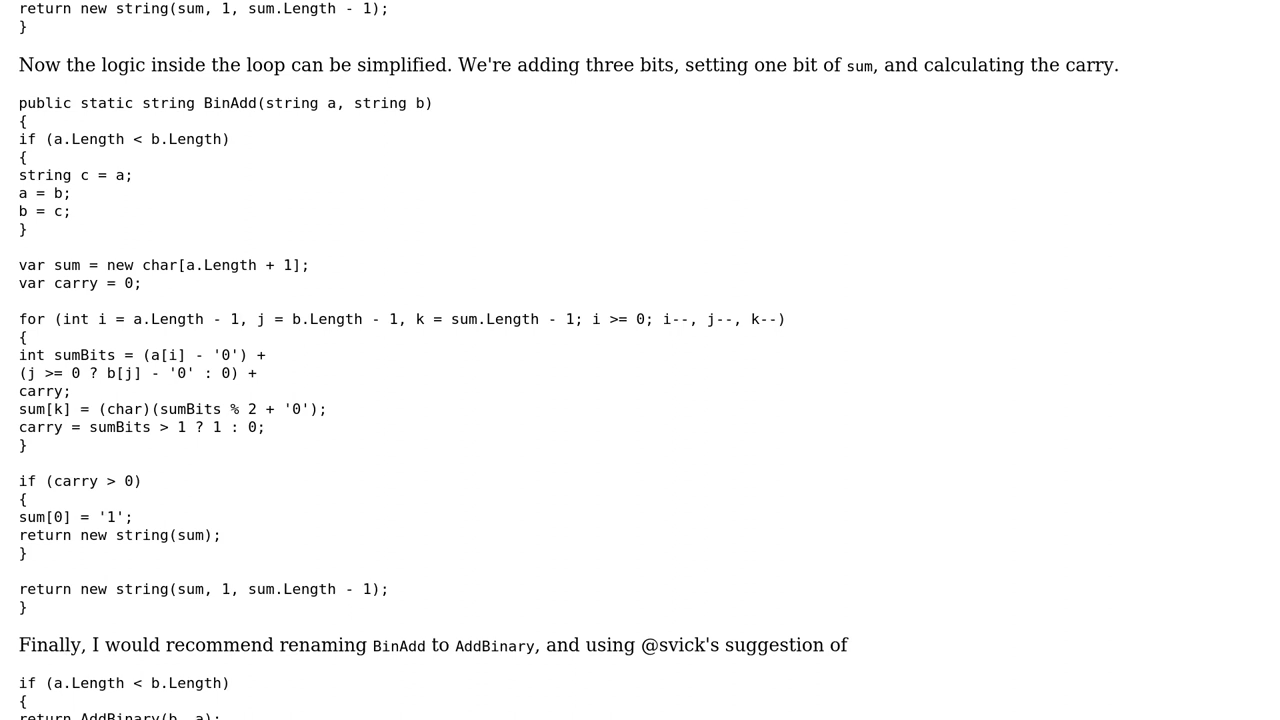 return new string(sum, 1, sum.Length - 1);
}
Now the logic inside the loop can be simplified. We're adding three bits, setting one bit of sum, and calculating the carry.
public static string BinAdd(string a, string b)
{
if (a.Length < b.Length)
{
string c = a;
a = b;
b = c;
}
var sum = new char[a.Length + 1];
var carry = 0;
for (int i = a.Length - 1, j = b.Length - 1, k = sum.Length - 1; i >= 0; i--, j--, k--)
{
int sumBits = (a[i] - '0') +
(j >= 0 ? b[j] - '0' : 0) +
carry;
sum[k] = (char)(sumBits % 2 + '0');
carry = sumBits > 1 ? 1 : 0;
}
if (carry > 0)
{
sum[0] = '1';
return new string(sum);
}
return new string(sum, 1, sum.Length - 1);
}
Finally, I would recommend renaming BinAdd to AddBinary, and using @svick's suggestion of
if (a.Length < b.Length)
{
return AddBinary(b, a);